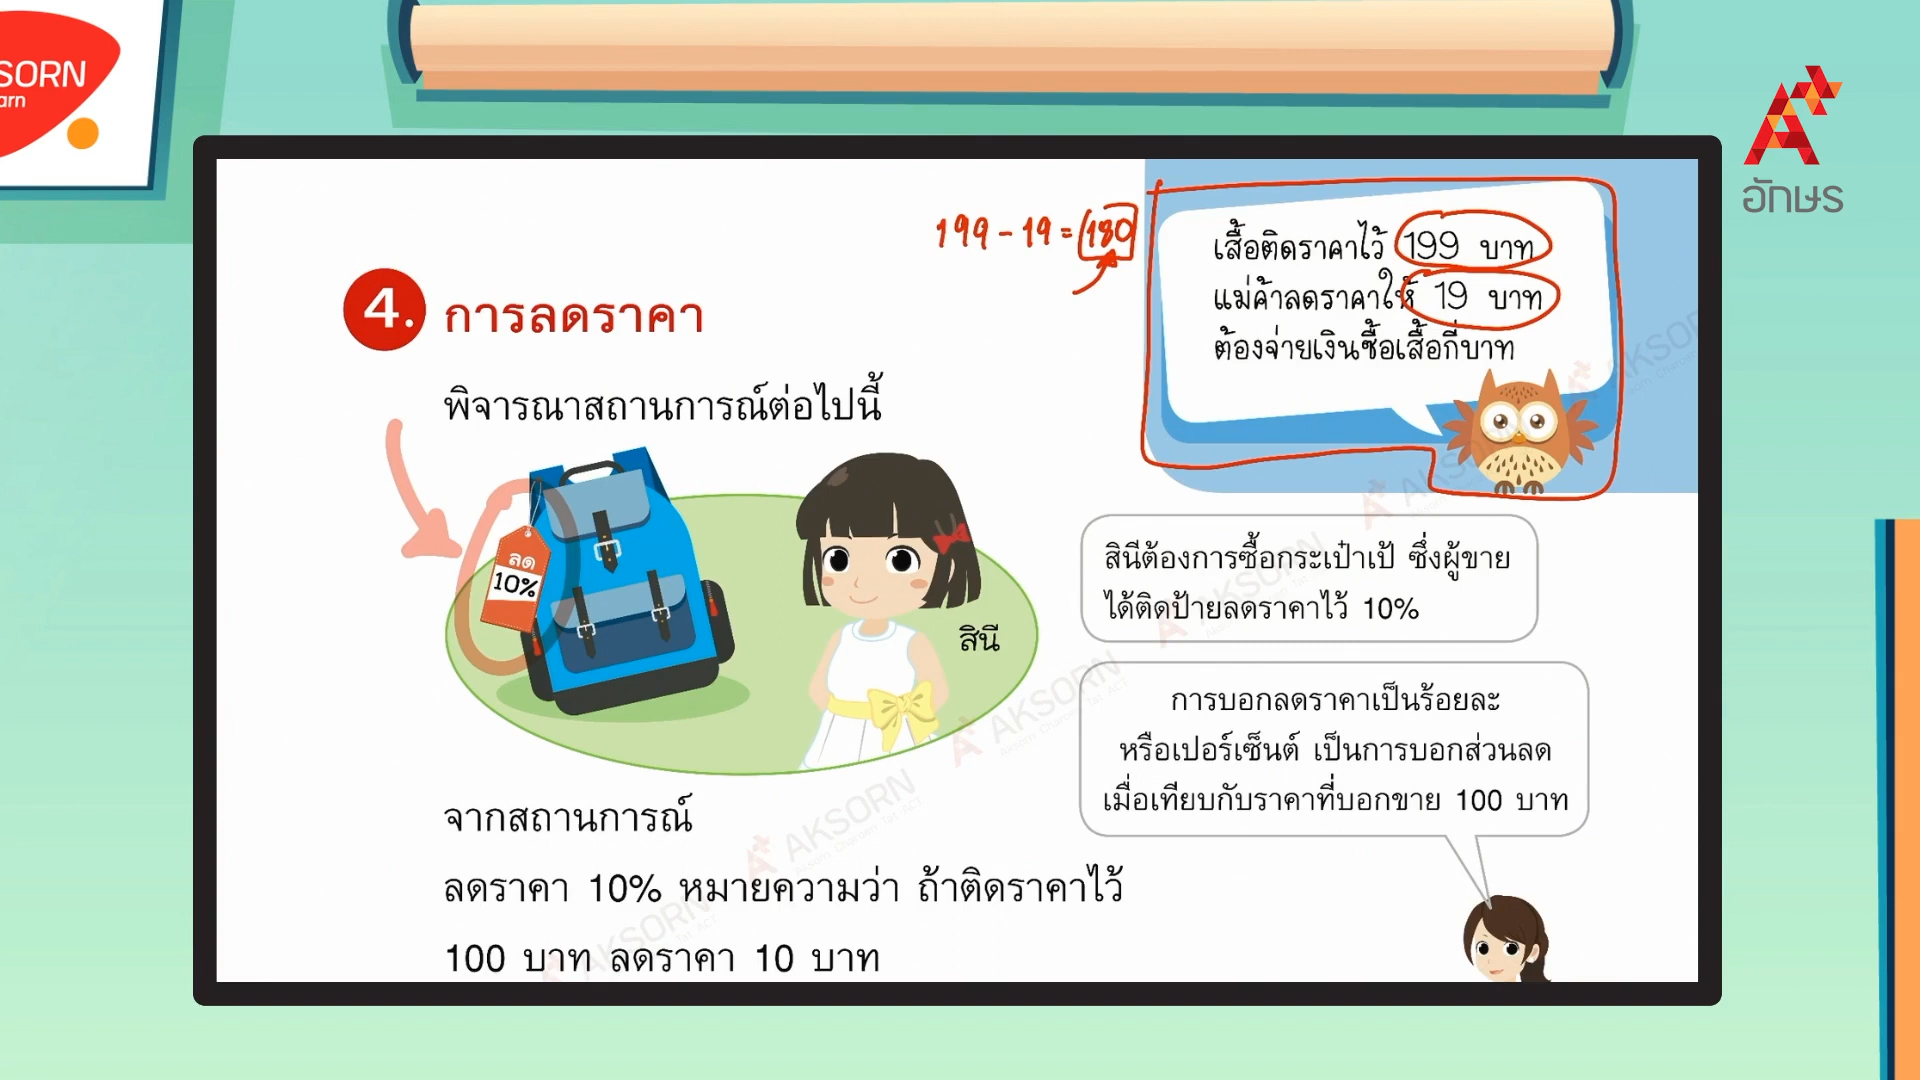 SORN
arn
อักษร
199 - 19 = 180
เสื้อติดราคาไว้ 199 บาท
แม่ค้าลดราคาให้ 19 บาท
ต้องจ่ายเงินซื้อเสื้อกี่บาท
4. การลดราคา
พิจารณาสถานการณ์ต่อไปนี้
ลด
10%
สินี
สินีต้องการซื้อกระเป๋าเป้ ซึ่งผู้ขาย
ได้ติดป้ายลดราคาไว้ 10%
การบอกลดราคาเป็นร้อยละ
หรือเปอร์เซ็นต์ เป็นการบอกส่วนลด
เมื่อเทียบกับราคาที่บอกขาย 100 บาท
จากสถานการณ์
ลดราคา 10% หมายความว่า ถ้าติดราคาไว้
100 บาท ลดราคา 10 บาท
AKSORN
Aksorn Charoen Tat ACT